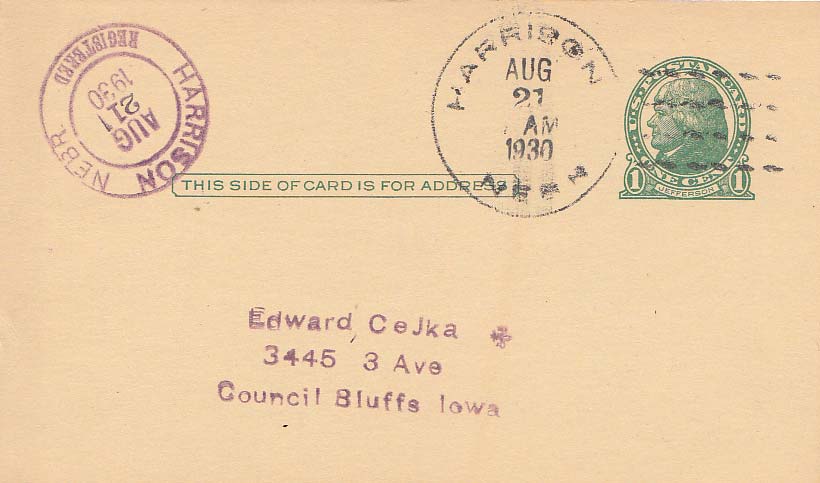 HARRISON NEBR.
REGISTERED
AUG
21
1930
HARRISON
AUG
21
AM
1930
NEBR
U.S. POSTAL CARD
ONE CENT
1 JEFFERSON 1
THIS SIDE OF CARD IS FOR ADDRESS
Edward CeJka
3445 3 Ave
Council Bluffs Iowa